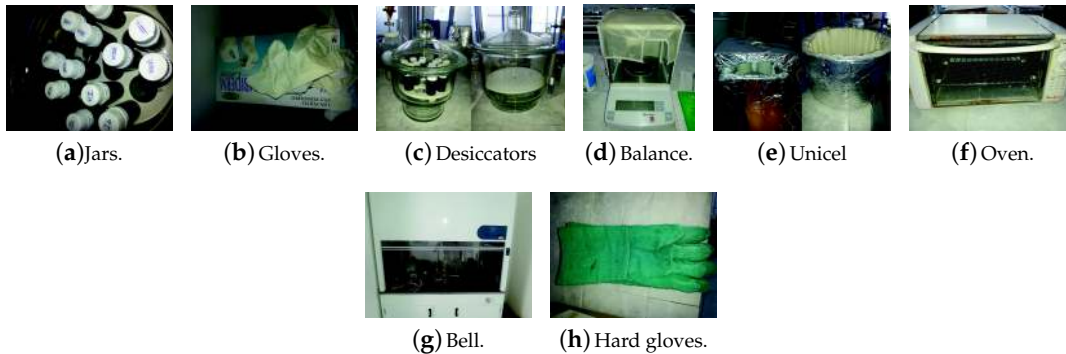 (a)Jars.
(b) Gloves.
(c) Desiccators
(d) Balance.
(e) Unicel
(f) Oven.
(g) Bell.
(h) Hard gloves.